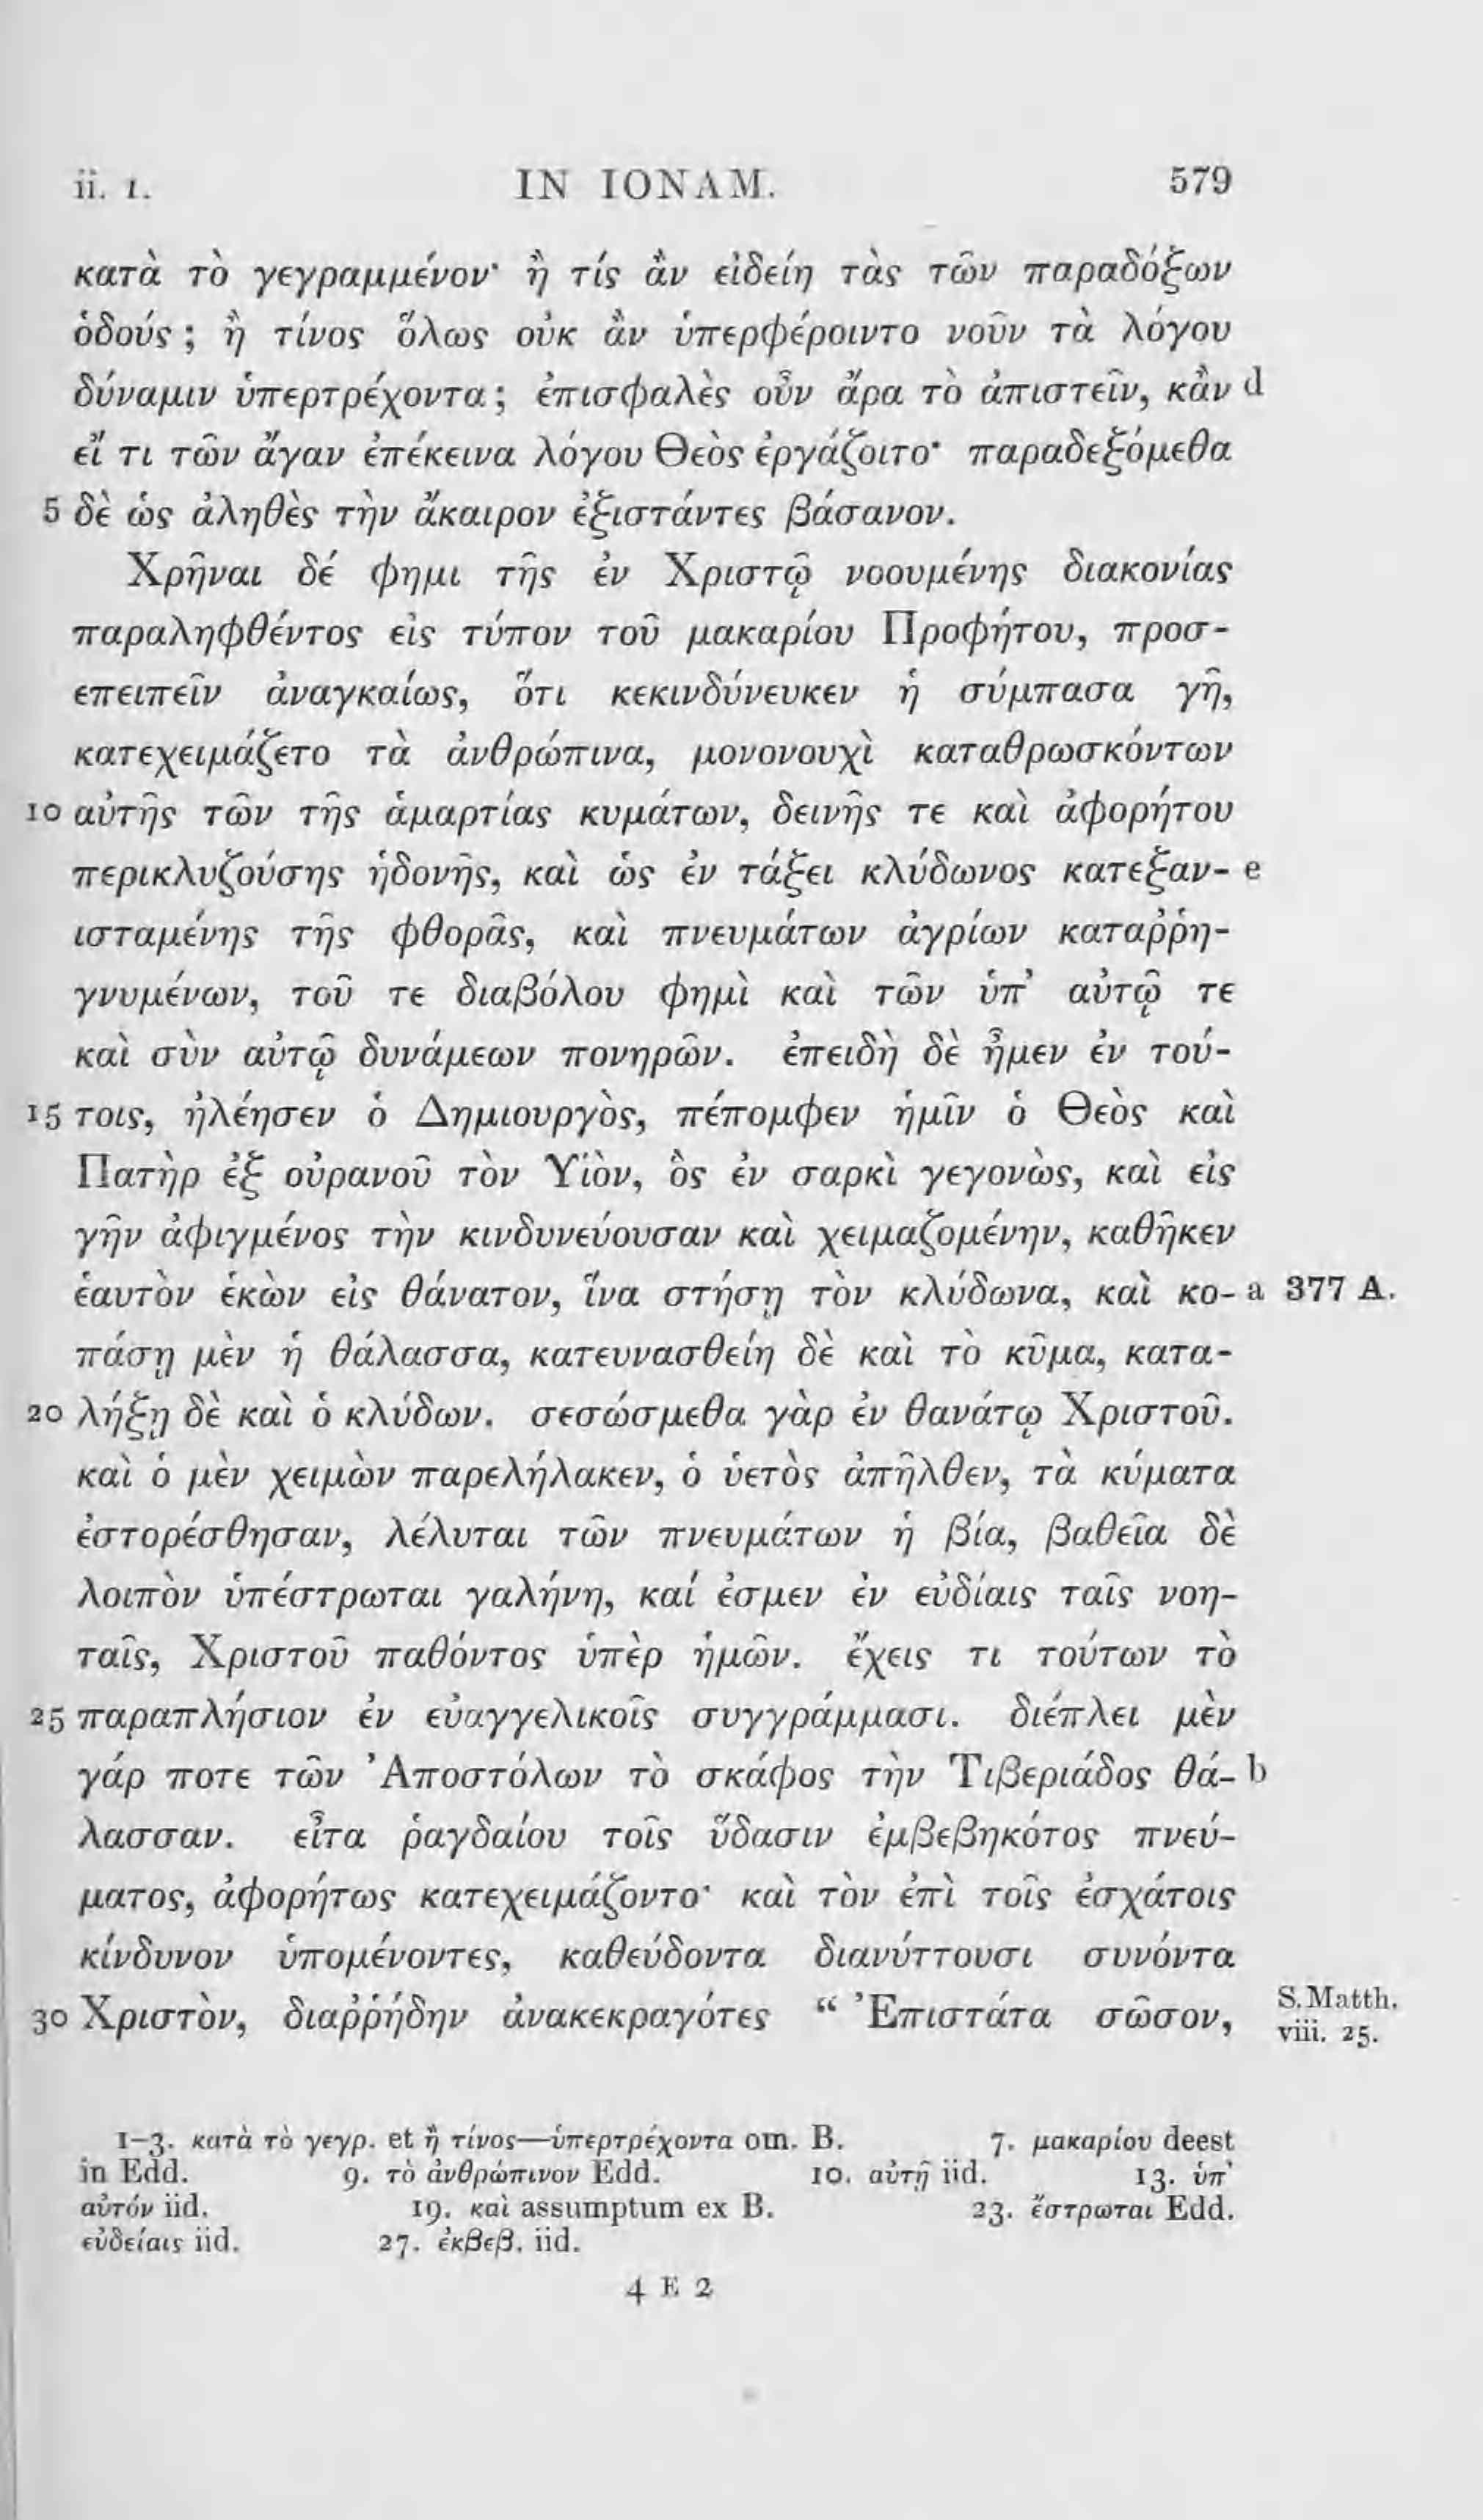 ii. 1. IN IONAM. 579
κατὰ τὸ γεγραμμένον· ἢ τίς ἂν εἰδείη τὰς τῶν παραδόξων
ὁδούς ; ἢ τίνος ὅλως οὐκ ἂν ὑπερφέροιντο νοῦν τὰ λόγου
δύναμιν ὑπερτρέχοντα ; ἐπισφαλὲς οὖν ἄρα τὸ ἀπιστεῖν, κἂν d
εἴ τι τῶν ἄγαν ἐπέκεινα λόγου Θεὸς ἐργάζοιτο· παραδεξόμεθα
5 δὲ ὡς ἀληθὲς τὴν ἄκαιρον ἐξιστάντες βάσανον.
Χρῆναι δέ φημι τῆς ἐν Χριστῷ νοουμένης διακονίας
παραληφθέντος εἰς τύπον τοῦ μακαρίου Προφήτου, προσ-
επειπεῖν ἀναγκαίως, ὅτι κεκινδύνευκεν ἡ σύμπασα γῆ,
κατεχειμάζετο τὰ ἀνθρώπινα, μονονουχὶ καταθρωσκόντων
10 αὐτῆς τῶν τῆς ἁμαρτίας κυμάτων, δεινῆς τε καὶ ἀφορήτου
περικλυζούσης ἡδονῆς, καὶ ὡς ἐν τάξει κλύδωνος κατεξαν- e
ισταμένης τῆς φθορᾶς, καὶ πνευμάτων ἀγρίων καταῤῥη-
γνυμένων, τοῦ τε διαβόλου φημὶ καὶ τῶν ὑπ’ αὐτῷ τε
καὶ σὺν αὐτῷ δυνάμεων πονηρῶν. ἐπειδὴ δὲ ἦμεν ἐν τού-
15 τοις, ἠλέησεν ὁ Δημιουργὸς, πέπομφεν ἡμῖν ὁ Θεὸς καὶ
Πατὴρ ἐξ οὐρανοῦ τὸν Υἱὸν, ὃς ἐν σαρκὶ γεγονὼς, καὶ εἰς
γῆν ἀφιγμένος τὴν κινδυνεύουσαν καὶ χειμαζομένην, καθῆκεν
ἑαυτὸν ἑκὼν εἰς θάνατον, ἵνα στήσῃ τὸν κλύδωνα, καὶ κο- a 377 A.
πάσῃ μὲν ἡ θάλασσα, κατευνασθείη δὲ καὶ τὸ κῦμα, κατα-
20 λήξῃ δὲ καὶ ὁ κλύδων. σεσώσμεθα γὰρ ἐν θανάτῳ Χριστοῦ.
καὶ ὁ μὲν χειμὼν παρελήλακεν, ὁ ὑετὸς ἀπῆλθεν, τὰ κύματα
ἐστορέσθησαν, λέλυται τῶν πνευμάτων ἡ βία, βαθεῖα δὲ
λοιπὸν ὑπέστρωται γαλήνη, καί ἐσμεν ἐν εὐδίαις ταῖς νοη-
ταῖς, Χριστοῦ παθόντος ὑπὲρ ἡμῶν. ἔχεις τι τούτων τὸ
25 παραπλήσιον ἐν εὐαγγελικοῖς συγγράμμασι. διέπλει μὲν
γάρ ποτε τῶν Ἀποστόλων τὸ σκάφος τὴν Τιβεριάδος θά- b
λασσαν. εἶτα ῥαγδαίου τοῖς ὕδασιν ἐμβεβηκότος πνεύ-
ματος, ἀφορήτως κατεχειμάζοντο· καὶ τὸν ἐπὶ τοῖς ἐσχάτοις
κίνδυνον ὑπομένοντες, καθεύδοντα διανύττουσι συνόντα
30 Χριστὸν, διαῤῥήδην ἀνακεκραγότες “ Ἐπιστάτα σῶσον,
S. Matth.
viii. 25.
1–3. κατὰ τὸ γεγρ. et ἢ τίνος—ὑπερτρέχοντα om. B. 7. μακαρίου deest
in Edd. 9. τὸ ἀνθρώπινον Edd. 10. αὐτῇ iid. 13. ὑπ’
αὐτόν iid. 19. καὶ assumptum ex B. 23. ἔστρωται Edd.
εὐδείαις iid. 27. ἐκβεβ. iid.
4 E 2